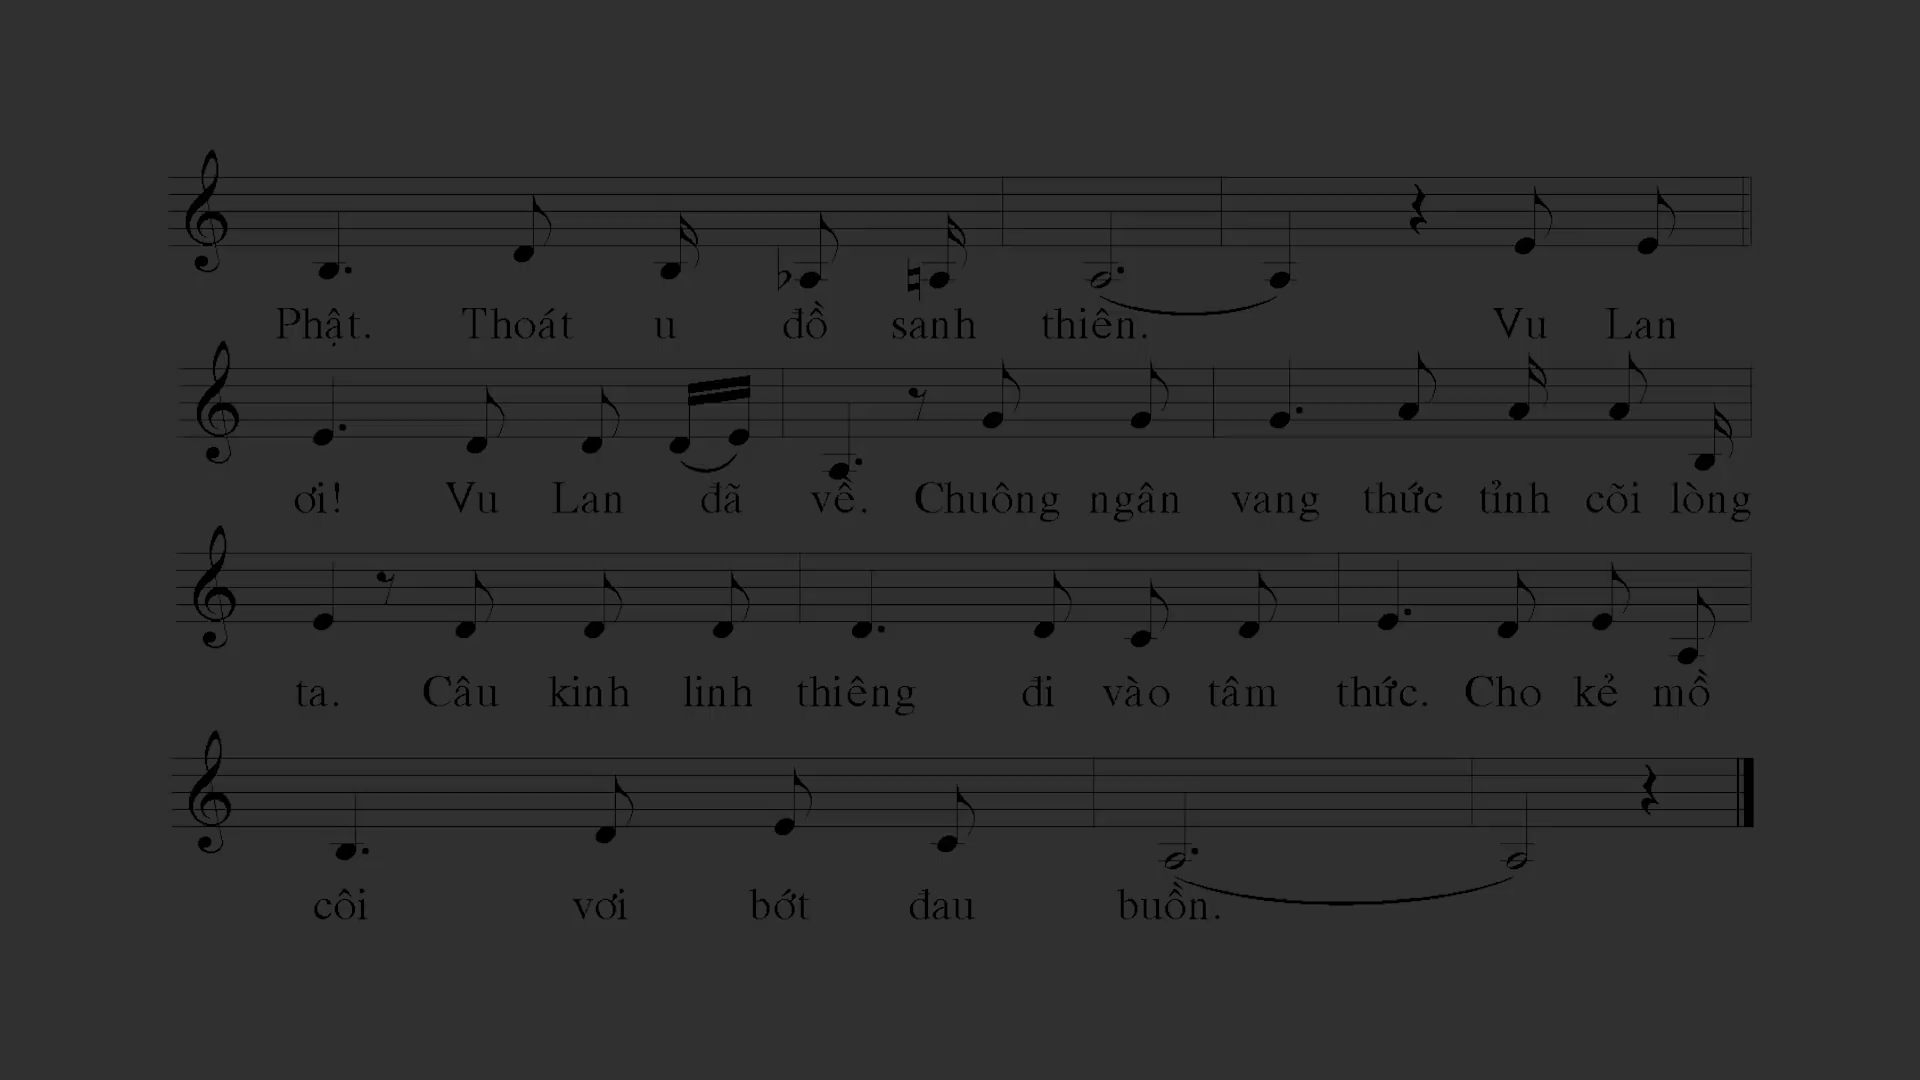 Phật. Thoát u đồ sanh thiên. Vu Lan
ơi! Vu Lan đã về. Chuông ngân vang thức tỉnh cõi lòng
ta. Câu kinh linh thiêng đi vào tâm thức. Cho kẻ mồ
côi vơi bớt đau buồn.